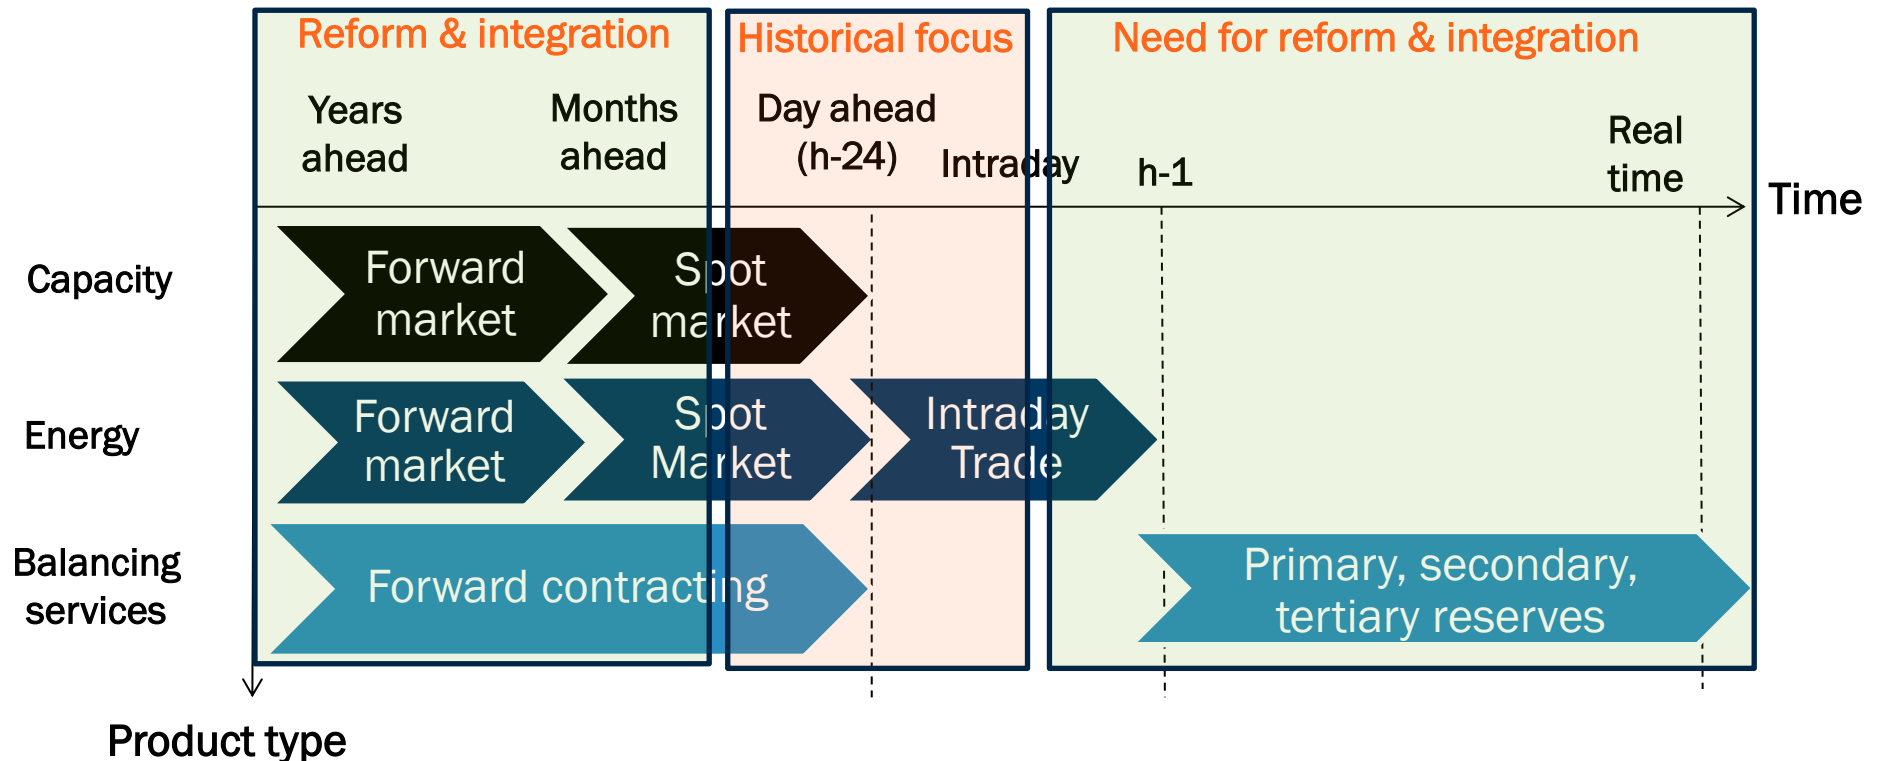 Reform & integration
Historical focus
Need for reform & integration
Years
ahead
Months
ahead
Day ahead
(h-24)
Intraday
h-1
Real
time
Time
Capacity
Forward
market
Spot
market
Energy
Forward
market
Spot
Market
Intraday
Trade
Balancing
services
Forward contracting
Primary, secondary,
tertiary reserves
Product type